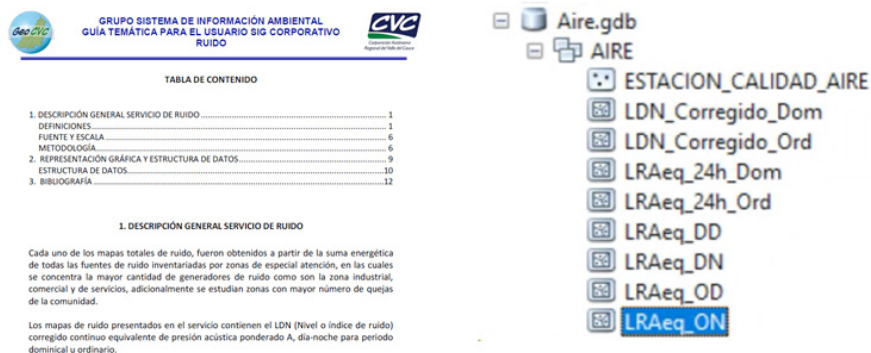 Geo CVC
GRUPO SISTEMA DE INFORMACIÓN AMBIENTAL
GUÍA TEMÁTICA PARA EL USUARIO SIG CORPORATIVO
RUIDO
CVC
Corporación Autónoma
Regional del Valle del Cauca
TABLA DE CONTENIDO
1. DESCRIPCIÓN GENERAL SERVICIO DE RUIDO ... 1
DEFINICIONES ... 1
FUENTE Y ESCALA ... 6
METODOLOGÍA ... 6
2. REPRESENTACIÓN GRÁFICA Y ESTRUCTURA DE DATOS ... 9
ESTRUCTURA DE DATOS ... 10
3. BIBLIOGRAFÍA ... 12
1. DESCRIPCIÓN GENERAL SERVICIO DE RUIDO
Cada uno de los mapas totales de ruido, fueron obtenidos a partir de la suma energética
de todas las fuentes de ruido inventariadas por zonas de especial atención, en las cuales
se concentra la mayor cantidad de generadores de ruido como son la zona industrial,
comercial y de servicios, adicionalmente se estudian zonas con mayor número de quejas
de la comunidad.
Los mapas de ruido presentados en el servicio contienen el LDN (Nivel o índice de ruido)
corregido continuo equivalente de presión acústica ponderado A, día-noche para periodo
dominical u ordinario.
Aire.gdb
AIRE
ESTACION_CALIDAD_AIRE
LDN_Corregido_Dom
LDN_Corregido_Ord
LRAeq_24h_Dom
LRAeq_24h_Ord
LRAeq_DD
LRAeq_DN
LRAeq_OD
LRAeq_ON